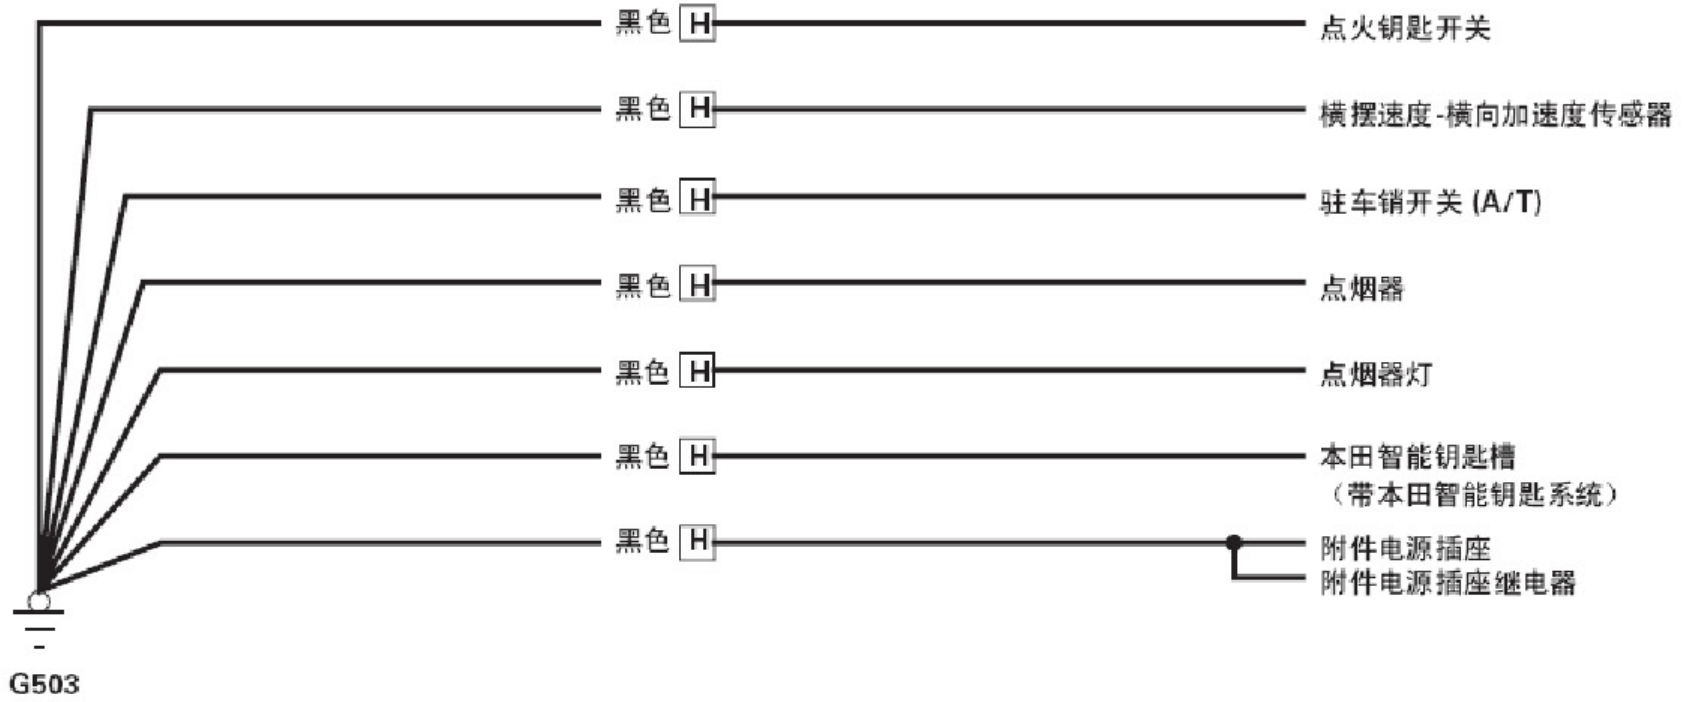 黑色 H 点火钥匙开关
黑色 H 横摆速度-横向加速度传感器
黑色 H 驻车销开关 (A/T)
黑色 H 点烟器
黑色 H 点烟器灯
黑色 H 本田智能钥匙槽
（带本田智能钥匙系统）
黑色 H 附件电源插座
附件电源插座继电器
G503